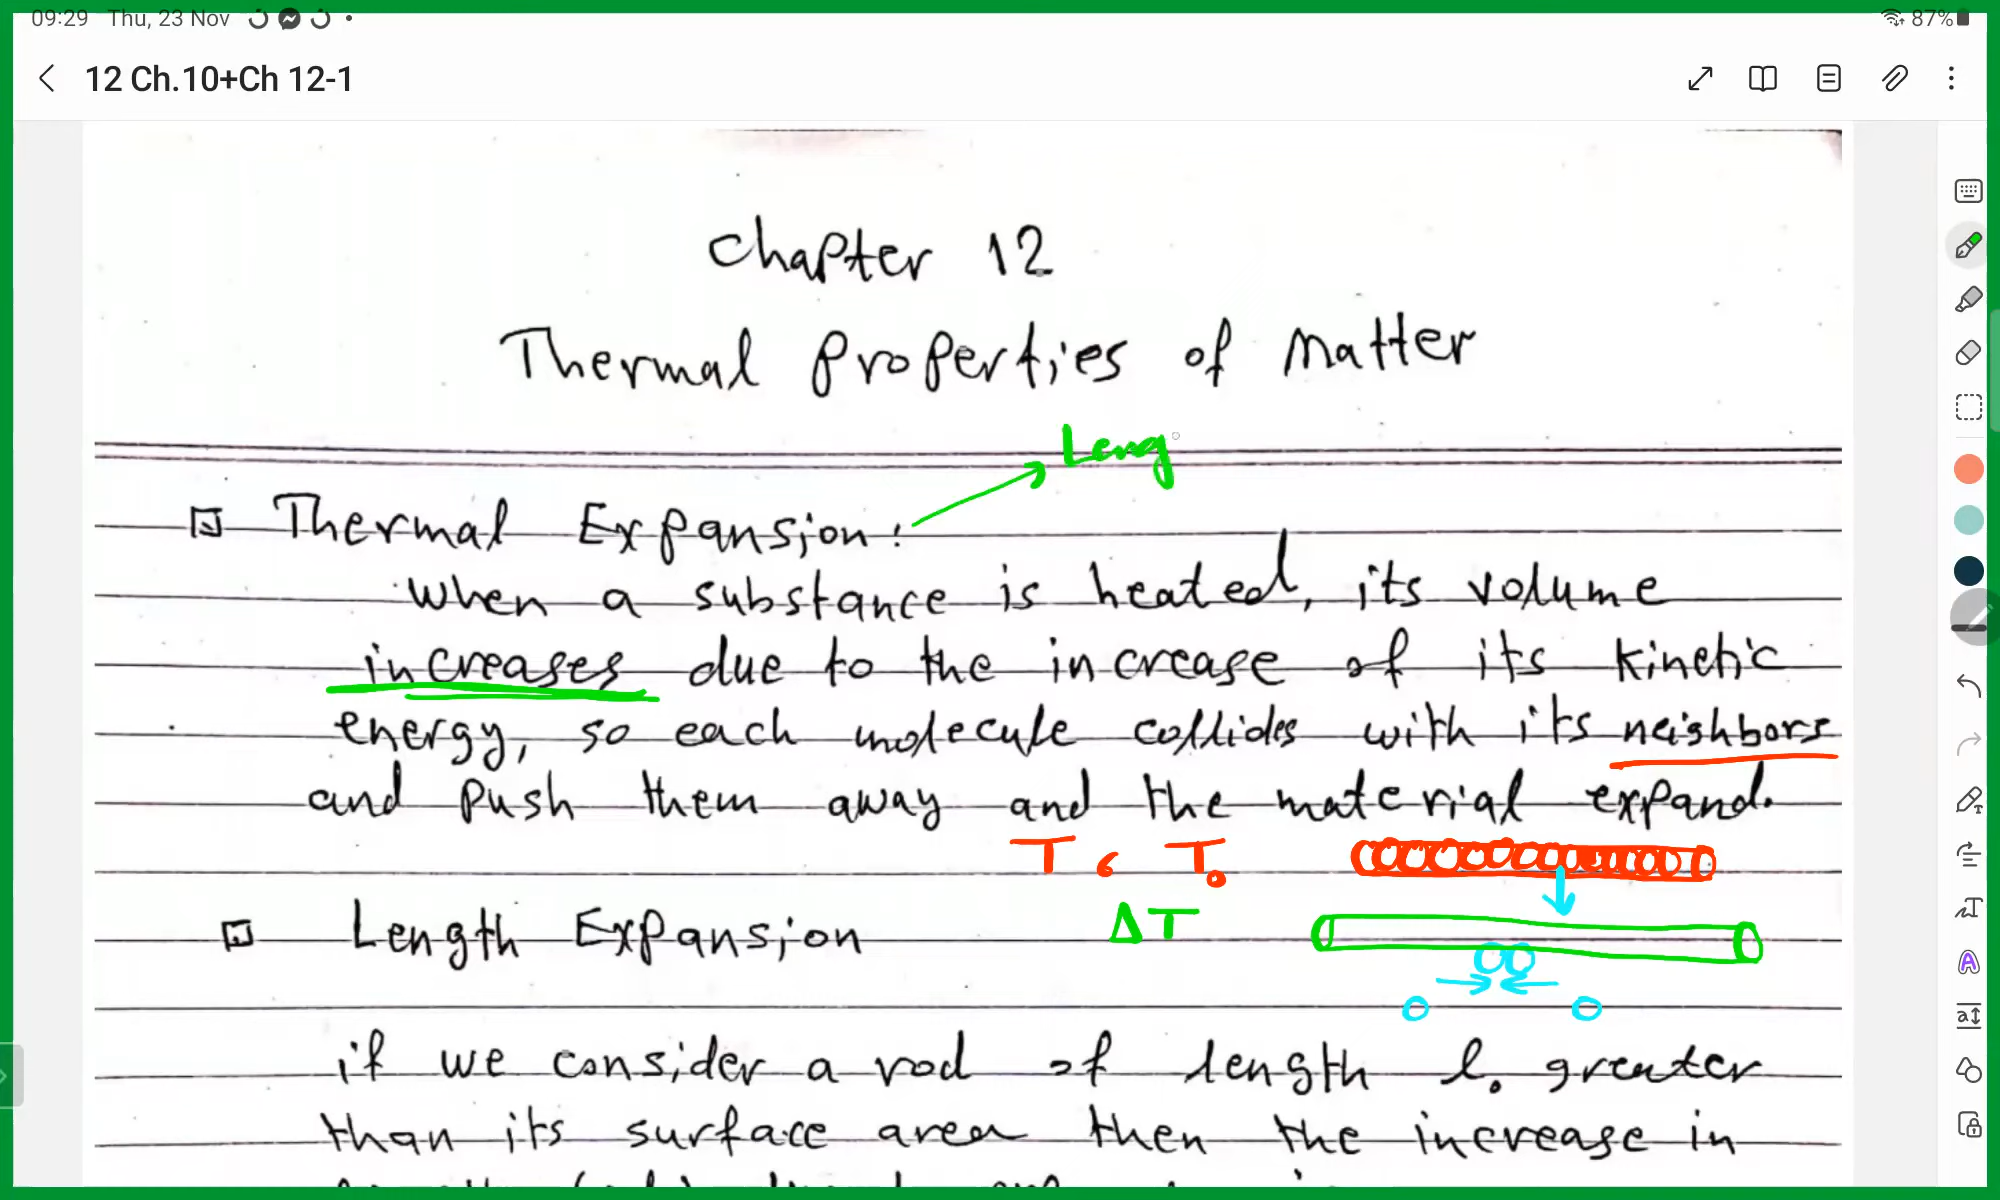 09:29 Thu, 23 Nov
87%
12 Ch.10+Ch 12-1
Chapter 12
Thermal Properties of Matter
Leng
Thermal Expansion:
when a substance is heated, its volume
increases due to the increase of its kinetic
energy, so each molecule collides with its neighbors
and push them away and the material expand.
T , T₀
ΔT
Length Expansion
if we consider a rod of length l₀ greater
than its surface area then the increase in